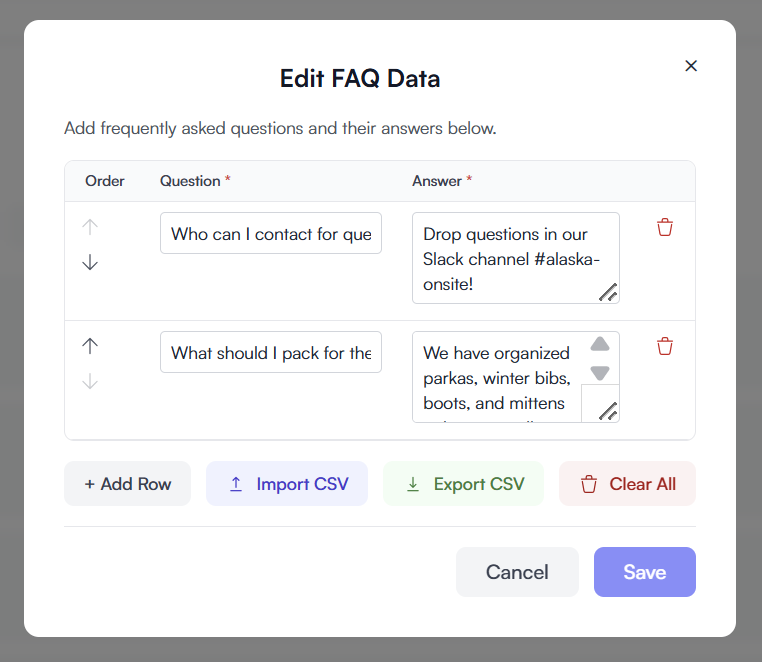 Edit FAQ Data
Add frequently asked questions and their answers below.
Order Question * Answer *
Who can I contact for que
Drop questions in our
Slack channel #alaska-
onsite!
What should I pack for the
We have organized
parkas, winter bibs,
boots, and mittens
+ Add Row Import CSV Export CSV Clear All
Cancel Save